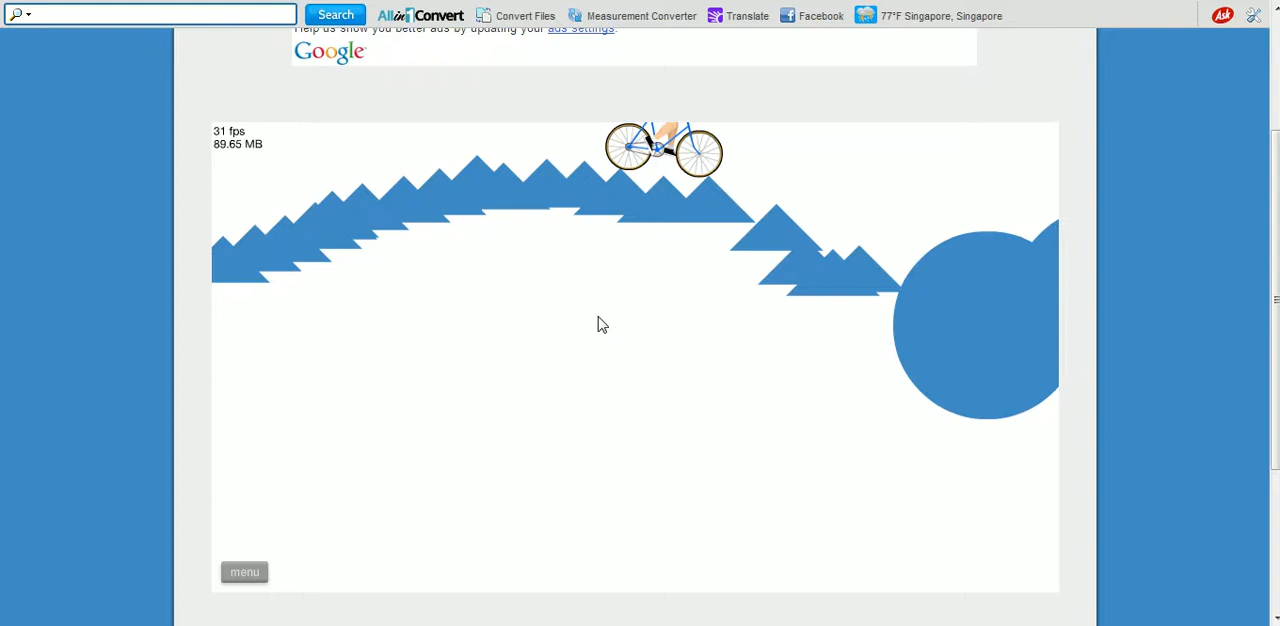 Search AllinConvert Convert Files Measurement Converter Translate Facebook 77°F Singapore, Singapore Ask
Help us show you better ads by updating your ads settings.
Google
31 fps
89.65 MB
menu